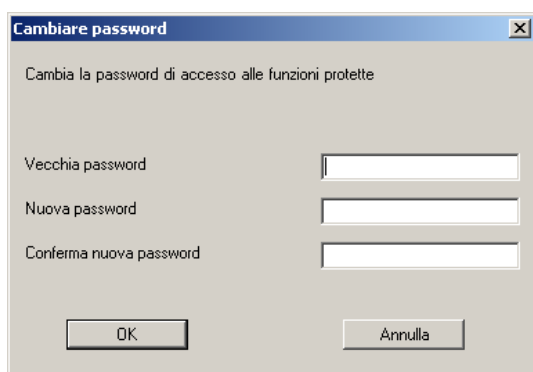 Cambiare password
Cambia la password di accesso alle funzioni protette
Vecchia password
Nuova password
Conferma nuova password
OK
Annulla